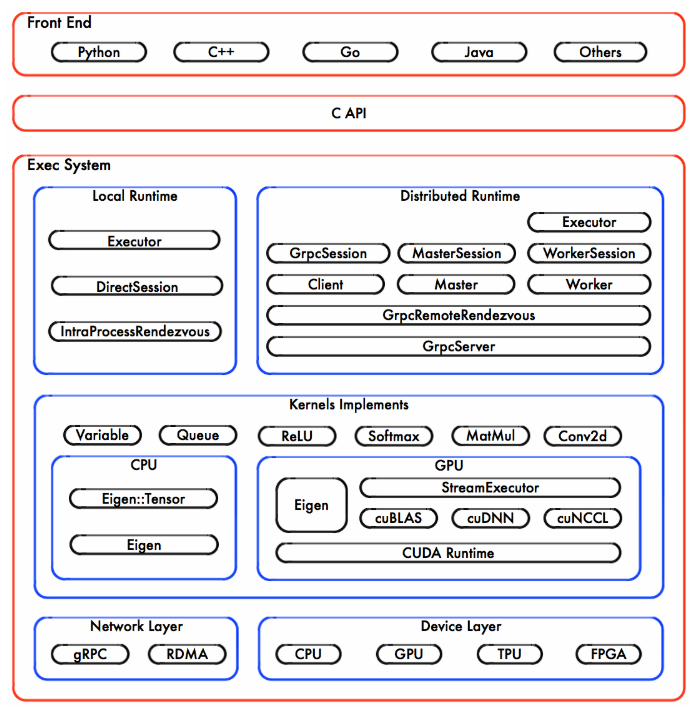 Front End
Python C++ Go Java Others
C API
Exec System
Local Runtime
Executor
DirectSession
IntraProcessRendezvous
Distributed Runtime
Executor
GrpcSession MasterSession WorkerSession
Client Master Worker
GrpcRemoteRendezvous
GrpcServer
Kernels Implements
Variable Queue ReLU Softmax MatMul Conv2d
CPU
Eigen::Tensor
Eigen
GPU
Eigen
StreamExecutor
cuBLAS cuDNN cuNCCL
CUDA Runtime
Network Layer
gRPC RDMA
Device Layer
CPU GPU TPU FPGA